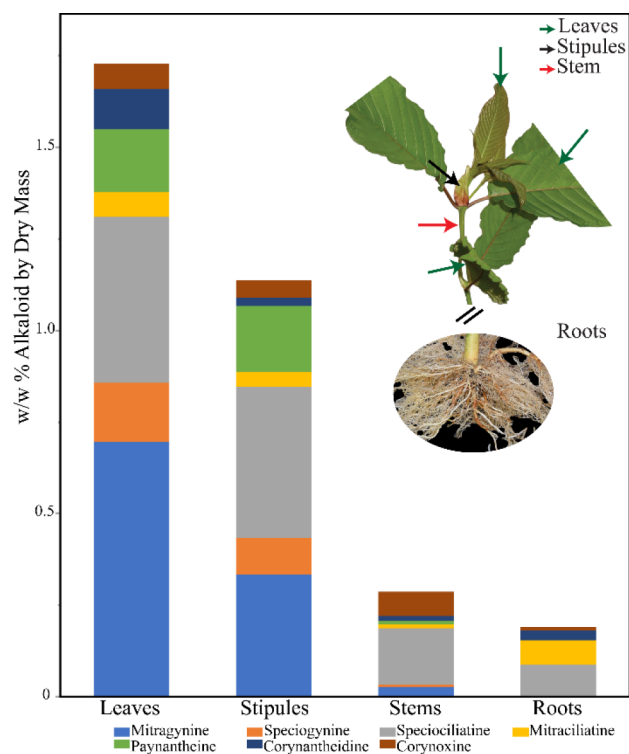 Leaves
Stipules
Stem
w/w % Alkaloid by Dry Mass
1.5
1.0
0.5
0
Roots
Leaves Stipules Stems Roots
Mitragynine Speciogynine Speciociliatine Mitraciliatine
Paynantheine Corynantheidine Corynoxine